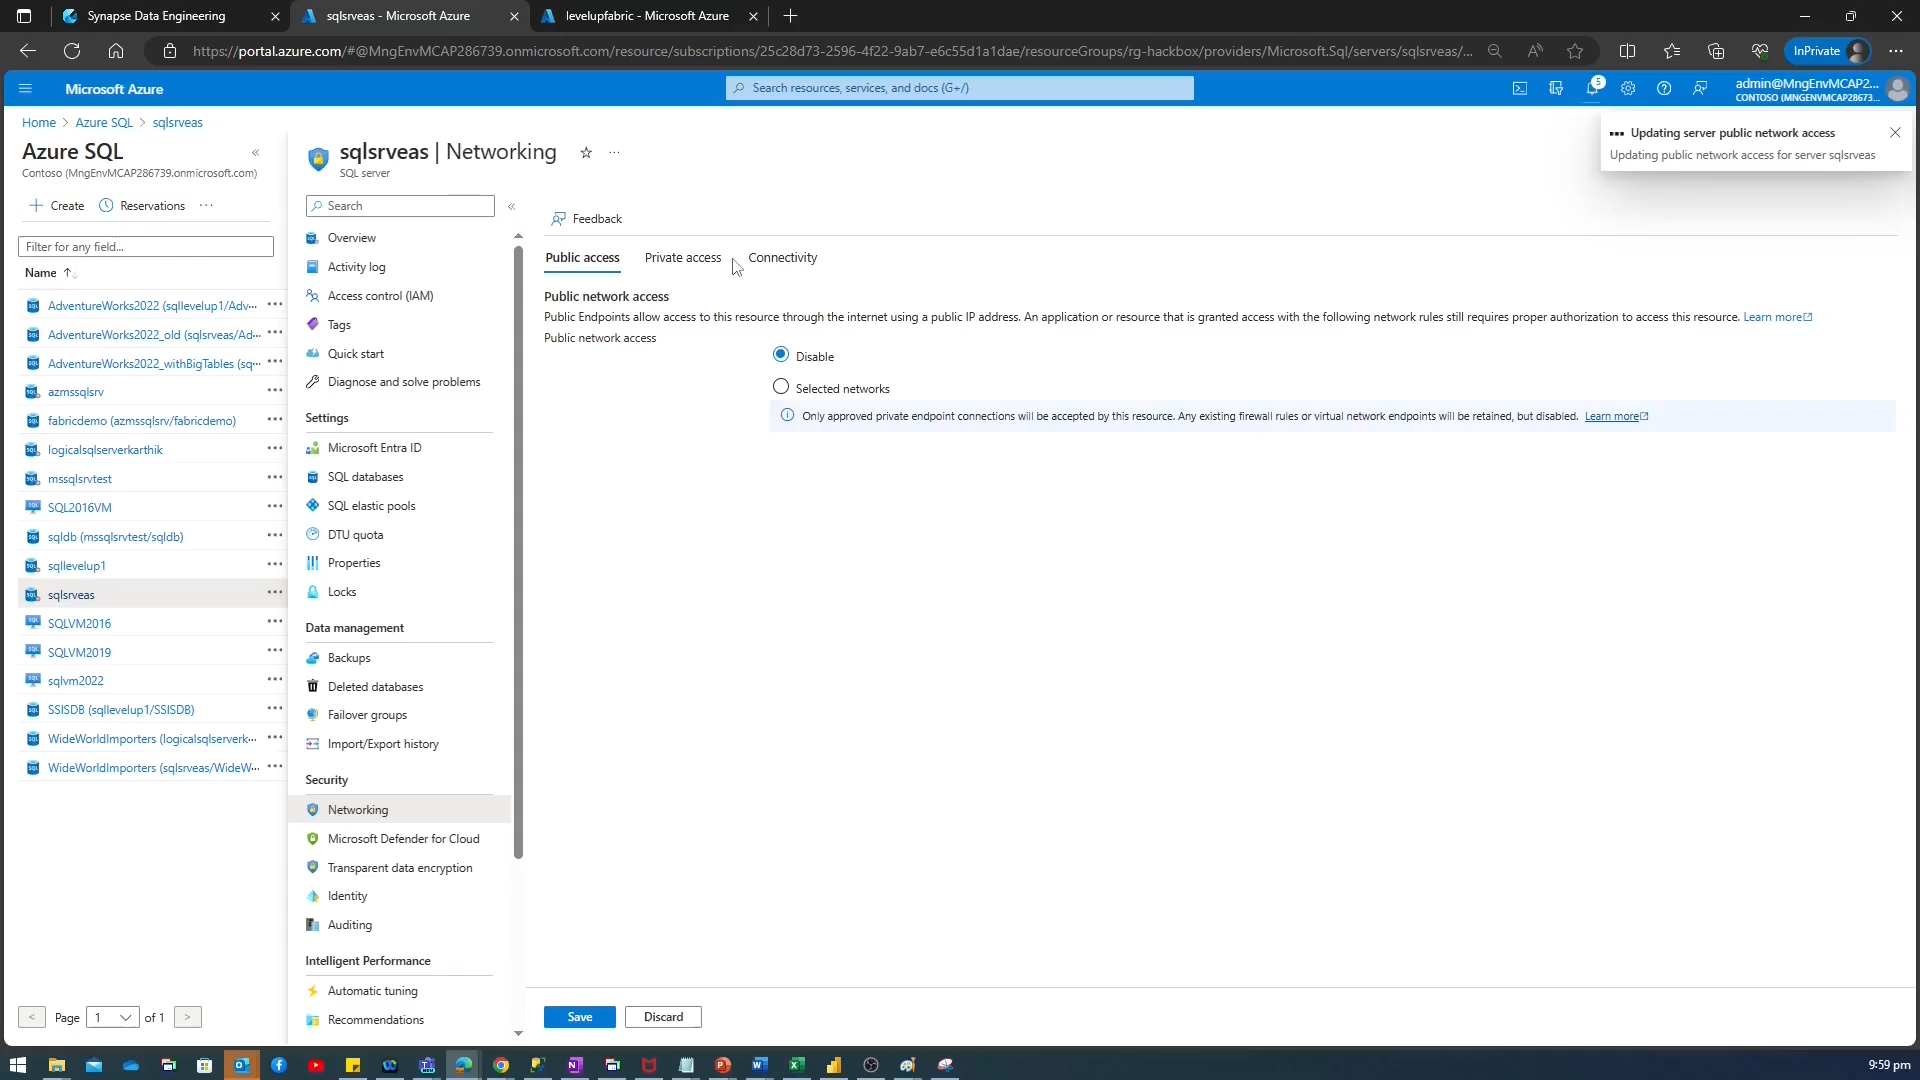 Synapse Data Engineering
sqlsrveas - Microsoft Azure
levelupfabric - Microsoft Azure
https://portal.azure.com/#@MngEnvMCAP286739.onmicrosoft.com/resource/subscriptions/25c28d73-2596-4f22-9ab7-e6c55d1a1dae/resourceGroups/rg-hackbox/providers/Microsoft.Sql/servers/sqlsrveas/...
InPrivate
Microsoft Azure
Search resources, services, and docs (G+/)
5
admin@MngEnvMCAP2...
CONTOSO (MNGENVMCAP28673...
Home > Azure SQL > sqlsrveas
Updating server public network access
Updating public network access for server sqlsrveas
Azure SQL
Contoso (MngEnvMCAP286739.onmicrosoft.com)
Create
Reservations
Filter for any field...
Name ↑↓
AdventureWorks2022 (sqllevelup1/Adv...
AdventureWorks2022_old (sqlsrveas/Ad...
AdventureWorks2022_withBigTables (sq...
azmssqlsrv
fabricdemo (azmssqlsrv/fabricdemo)
logicalsqlserverkarthik
mssqlsrvtest
SQL2016VM
sqldb (mssqlsrvtest/sqldb)
sqllevelup1
sqlsrveas
SQLVM2016
SQLVM2019
sqlvm2022
SSISDB (sqllevelup1/SSISDB)
WideWorldImporters (logicalsqlserverk...
WideWorldImporters (sqlsrveas/WideW...
< Page 1 of 1 >
sqlsrveas | Networking
SQL server
Search
Overview
Activity log
Access control (IAM)
Tags
Quick start
Diagnose and solve problems
Settings
Microsoft Entra ID
SQL databases
SQL elastic pools
DTU quota
Properties
Locks
Data management
Backups
Deleted databases
Failover groups
Import/Export history
Security
Networking
Microsoft Defender for Cloud
Transparent data encryption
Identity
Auditing
Intelligent Performance
Automatic tuning
Recommendations
Feedback
Public access
Private access
Connectivity
Public network access
Public Endpoints allow access to this resource through the internet using a public IP address. An application or resource that is granted access with the following network rules still requires proper authorization to access this resource. Learn more
Public network access
Disable
Selected networks
Only approved private endpoint connections will be accepted by this resource. Any existing firewall rules or virtual network endpoints will be retained, but disabled. Learn more
Save
Discard
9:59 pm